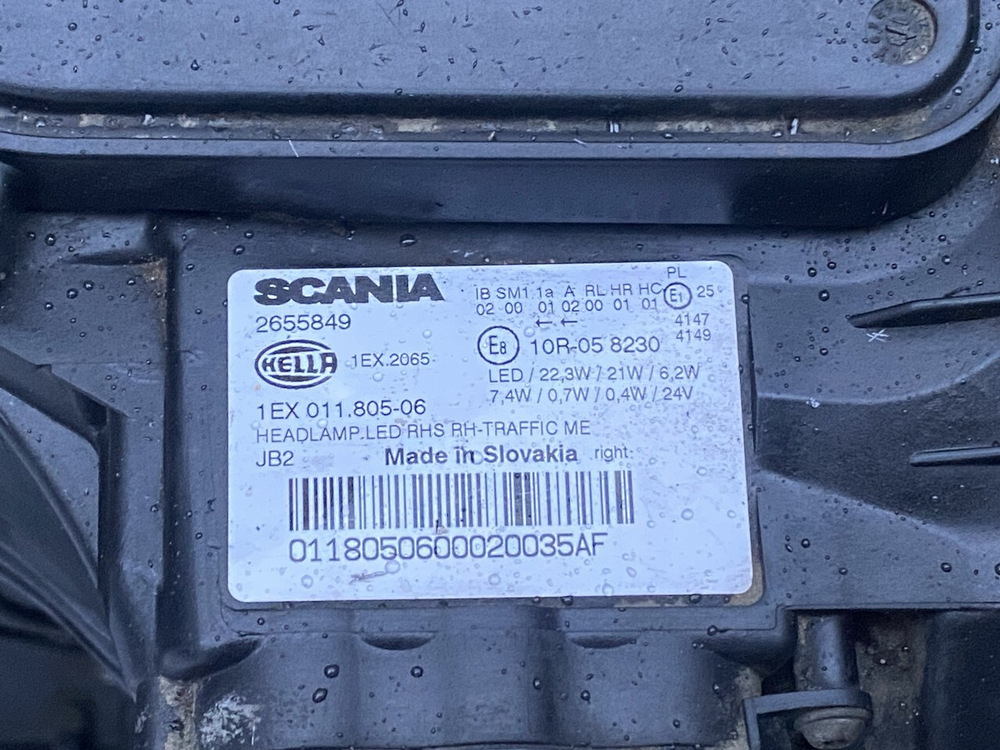 SCANIA
2655849
HELLA 1EX.2065
1EX 011.805-06
HEADLAMP.LED RHS RH-TRAFFIC ME
JB2 Made in Slovakia right
0118050600020035AF
IB SM1 1a A RL HR HC PL
02 00 01 02 00 01 01 E1 25
← ←
4147
4149
E8 10R-05 8230
LED / 22,3W / 21W / 6,2W
7,4W / 0,7W / 0,4W / 24V